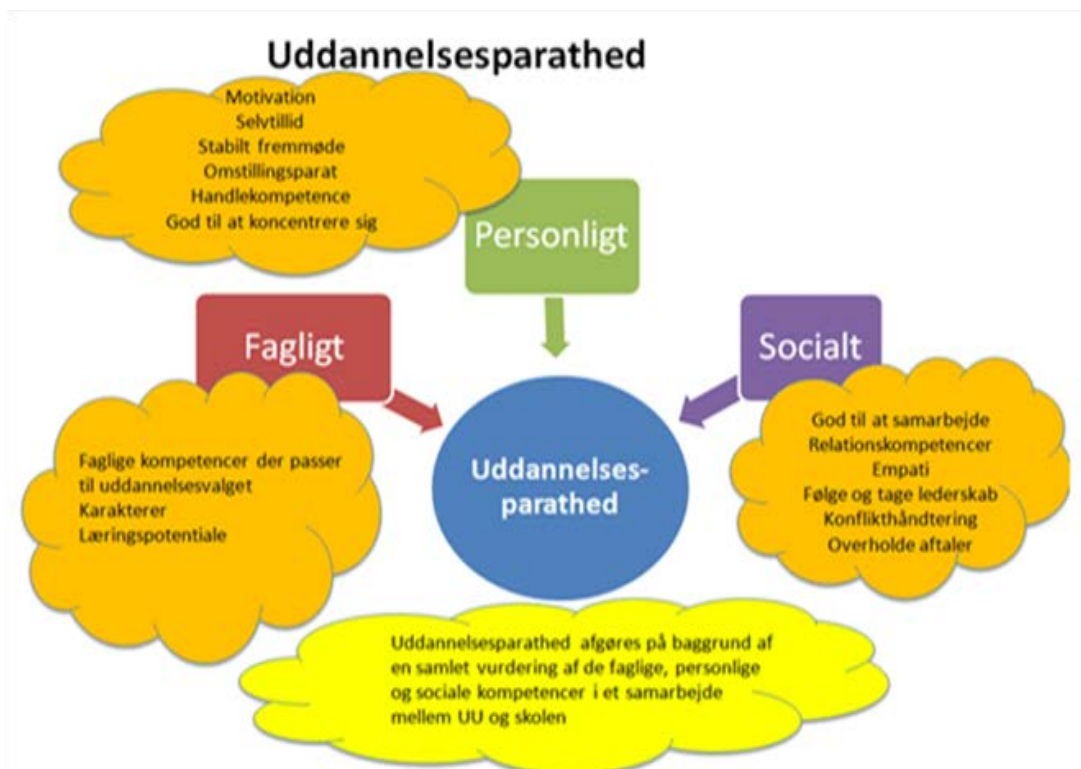 Uddannelsesparathed
Motivation
Selvtillid
Stabilt fremmøde
Omstillingsparat
Handlekompetence
God til at koncentrere sig
Personligt
Fagligt
Socialt
Faglige kompetencer der passer
til uddannelsesvalget
Karakterer
Læringspotentiale
Uddannelses-
parathed
God til at samarbejde
Relationskompetencer
Empati
Følge og tage lederskab
Konflikthåndtering
Overholde aftaler
Uddannelsesparathed afgøres på baggrund af
en samlet vurdering af de faglige, personlige
og sociale kompetencer i et samarbejde
mellem UU og skolen